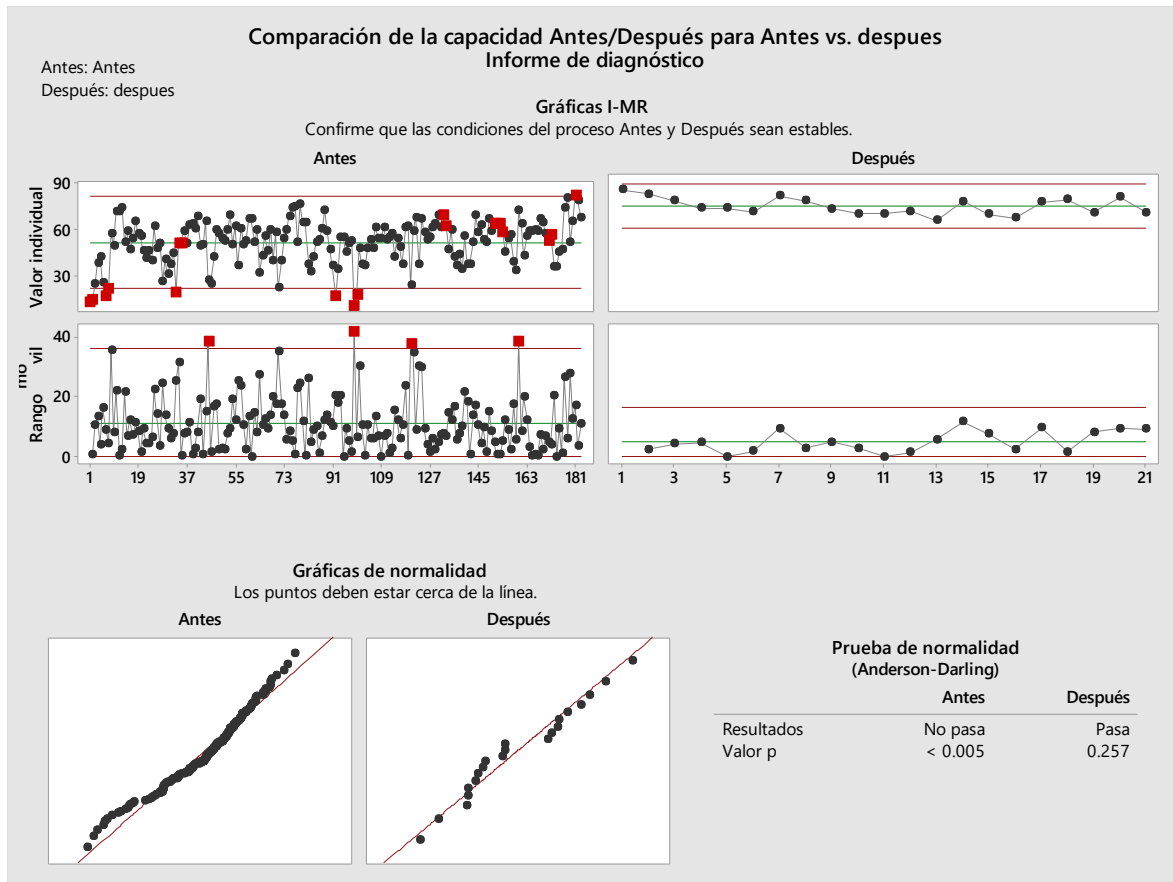 Comparación de la capacidad Antes/Después para Antes vs. despues
Informe de diagnóstico
Antes: Antes
Después: despues
Gráficas I-MR
Confirme que las condiciones del proceso Antes y Después sean estables.
Antes
Después
Valor individual
90
60
30
Rango
vil
40
20
0
1 19 37 55 73 91 109 127 145 163 181
1 3 5 7 9 11 13 15 17 19 21
Gráficas de normalidad
Los puntos deben estar cerca de la línea.
Antes
Después
Prueba de normalidad
(Anderson-Darling)
Antes Después
Resultados No pasa Pasa
Valor p < 0.005 0.257